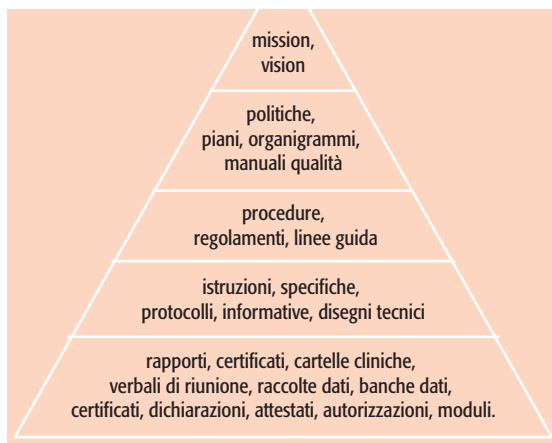 mission,
vision
politiche,
piani, organigrammi,
manuali qualità
procedure,
regolamenti, linee guida
istruzioni, specifiche,
protocolli, informative, disegni tecnici
rapporti, certificati, cartelle cliniche,
verbali di riunione, raccolte dati, banche dati,
certificati, dichiarazioni, attestati, autorizzazioni, moduli.